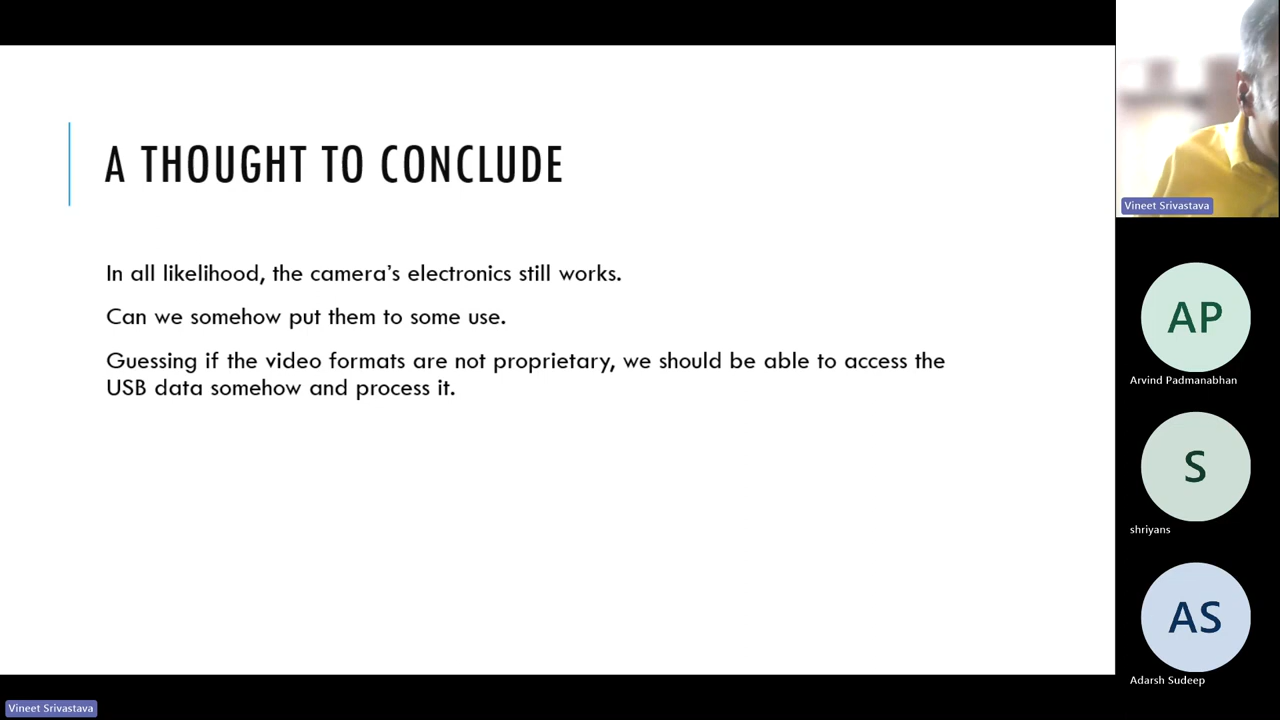 A THOUGHT TO CONCLUDE
In all likelihood, the camera’s electronics still works.
Can we somehow put them to some use.
Guessing if the video formats are not proprietary, we should be able to access the
USB data somehow and process it.
Vineet Srivastava
AP
Arvind Padmanabhan
S
shriyans
AS
Adarsh Sudeep
Vineet Srivastava